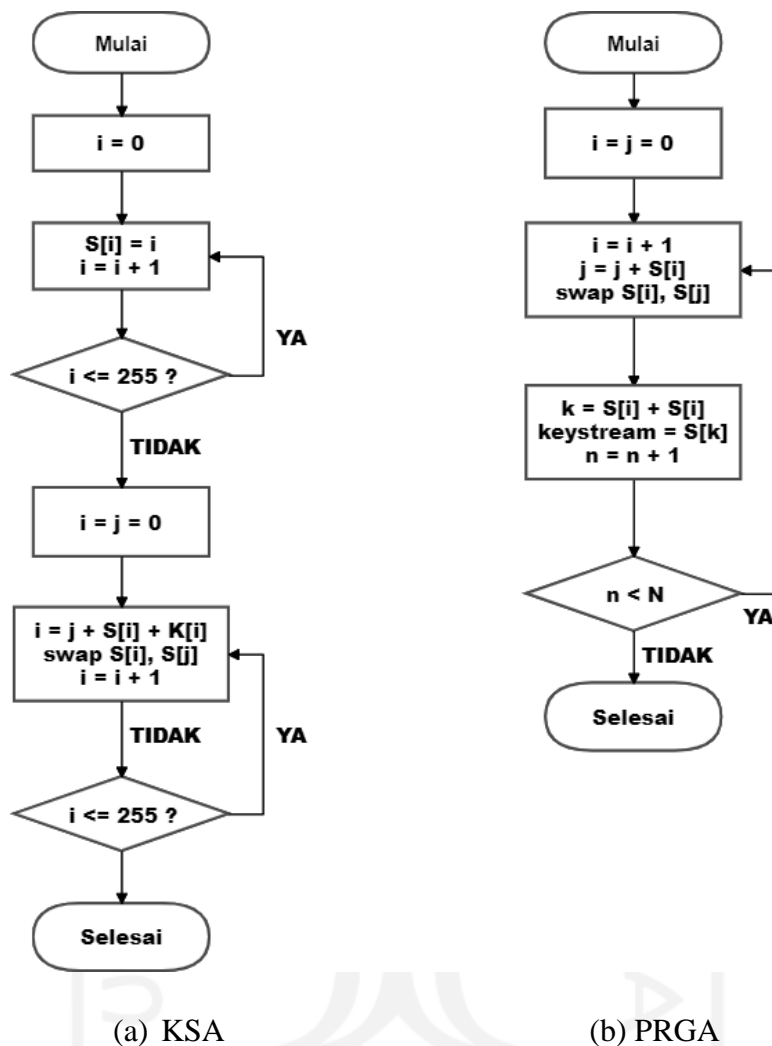 Mulai
i = 0
S[i] = i
i = i + 1
YA
i <= 255 ?
TIDAK
i = j = 0
i = j + S[i] + K[i]
swap S[i], S[j]
i = i + 1
TIDAK
YA
i <= 255 ?
Selesai
(a) KSA
Mulai
i = j = 0
i = i + 1
j = j + S[i]
swap S[i], S[j]
k = S[i] + S[i]
keystream = S[k]
n = n + 1
n < N
YA
TIDAK
Selesai
(b) PRGA